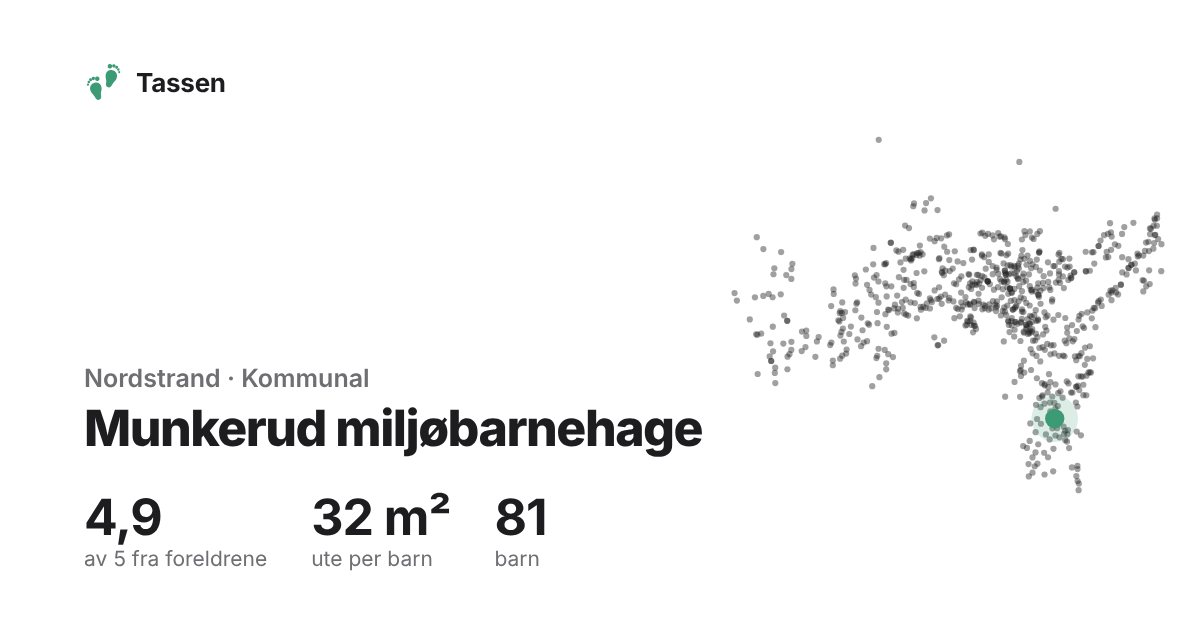 Tassen
Nordstrand · Kommunal
Munkerud miljøbarnehage
4,9 32 m² 81
av 5 fra foreldrene ute per barn barn